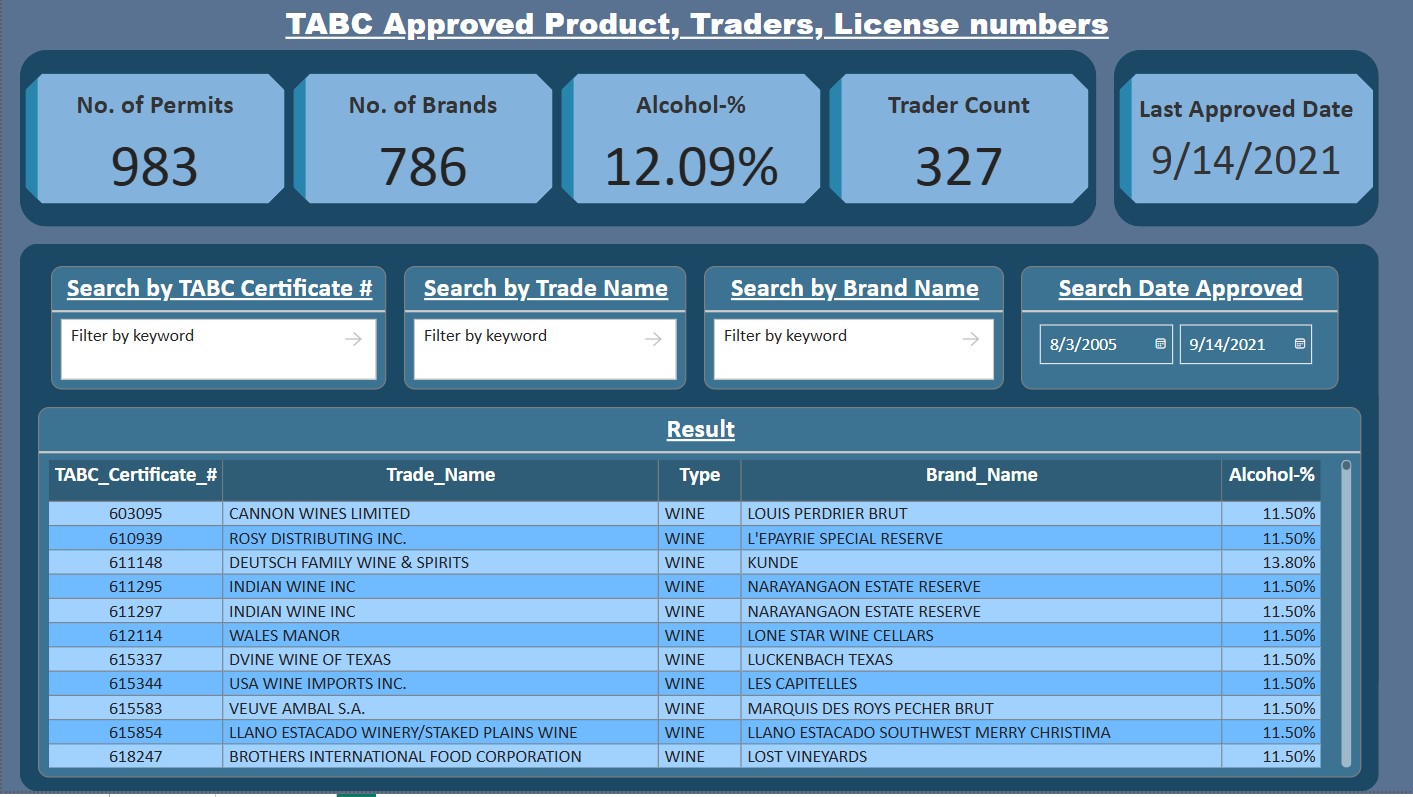 TABC Approved Product, Traders, License numbers
No. of Permits No. of Brands Alcohol-% Trader Count Last Approved Date
983 786 12.09% 327 9/14/2021
Search by TABC Certificate # Search by Trade Name Search by Brand Name Search Date Approved
Filter by keyword Filter by keyword Filter by keyword 8/3/2005 9/14/2021
Result
TABC_Certificate_# Trade_Name Type Brand_Name Alcohol-%
603095 CANNON WINES LIMITED WINE LOUIS PERDRIER BRUT 11.50%
610939 ROSY DISTRIBUTING INC. WINE L'EPAYRIE SPECIAL RESERVE 11.50%
611148 DEUTSCH FAMILY WINE & SPIRITS WINE KUNDE 13.80%
611295 INDIAN WINE INC WINE NARAYANGAON ESTATE RESERVE 11.50%
611297 INDIAN WINE INC WINE NARAYANGAON ESTATE RESERVE 11.50%
612114 WALES MANOR WINE LONE STAR WINE CELLARS 11.50%
615337 DVINE WINE OF TEXAS WINE LUCKENBACH TEXAS 11.50%
615344 USA WINE IMPORTS INC. WINE LES CAPITELLES 11.50%
615583 VEUVE AMBAL S.A. WINE MARQUIS DES ROYS PECHER BRUT 11.50%
615854 LLANO ESTACADO WINERY/STAKED PLAINS WINE WINE LLANO ESTACADO SOUTHWEST MERRY CHRISTIMA 11.50%
618247 BROTHERS INTERNATIONAL FOOD CORPORATION WINE LOST VINEYARDS 11.50%